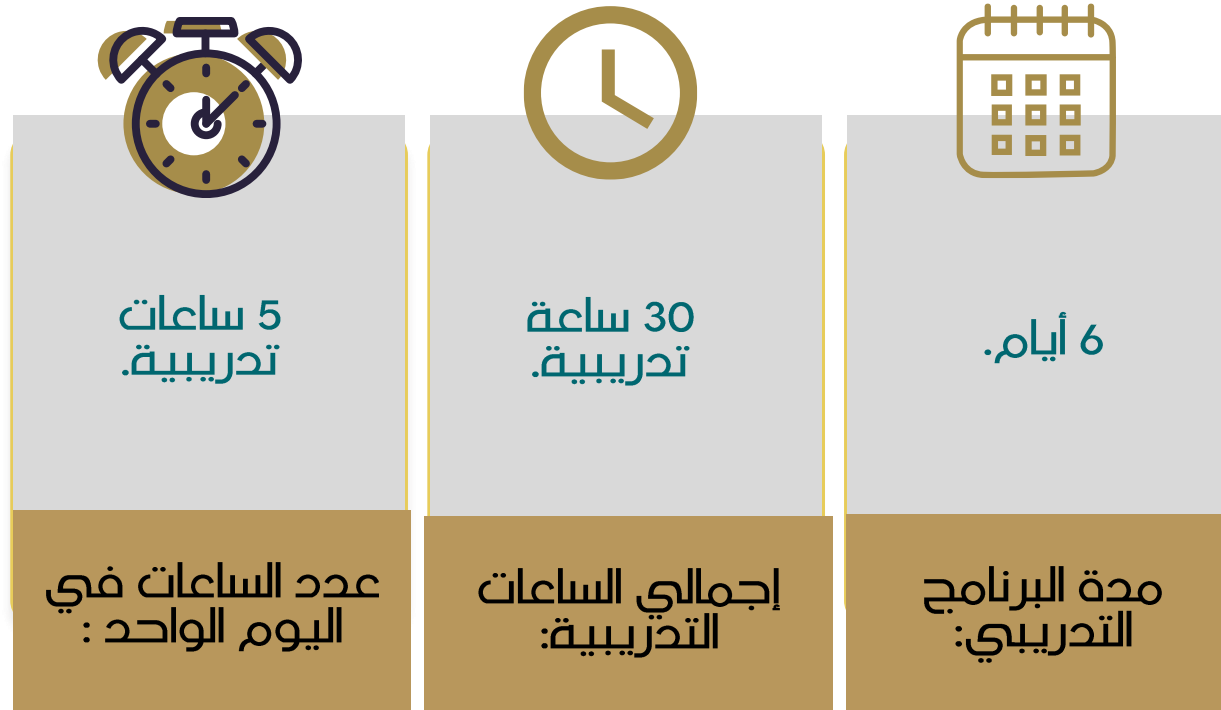 6 أيام.
مدة البرنامج
التدريبي:
30 ساعة
تدريبية.
إجمالي الساعات
التدريبية:
5 ساعات
تدريبية.
عدد الساعات في
اليوم الواحد :